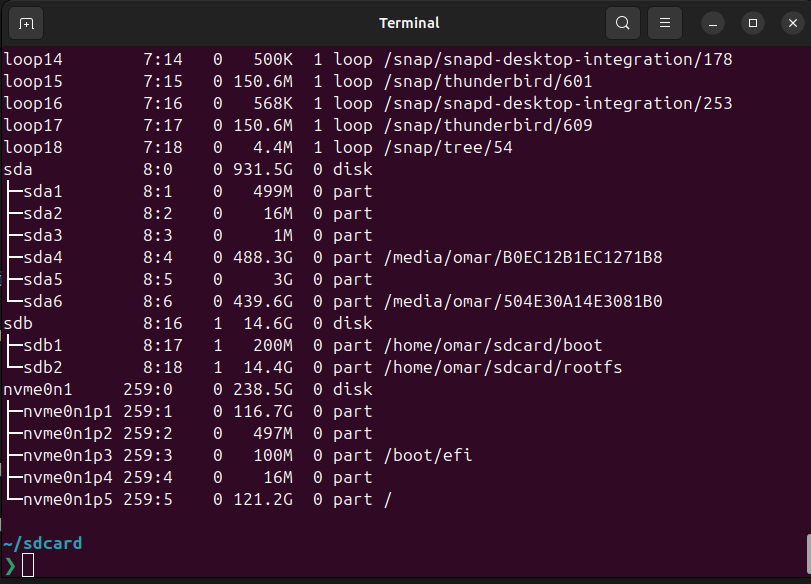 Terminal
loop14 7:14 0 500K 1 loop /snap/snapd-desktop-integration/178
loop15 7:15 0 150.6M 1 loop /snap/thunderbird/601
loop16 7:16 0 568K 1 loop /snap/snapd-desktop-integration/253
loop17 7:17 0 150.6M 1 loop /snap/thunderbird/609
loop18 7:18 0 4.4M 1 loop /snap/tree/54
sda 8:0 0 931.5G 0 disk
├─sda1 8:1 0 499M 0 part
├─sda2 8:2 0 16M 0 part
├─sda3 8:3 0 1M 0 part
├─sda4 8:4 0 488.3G 0 part /media/omar/B0EC12B1EC1271B8
├─sda5 8:5 0 3G 0 part
└─sda6 8:6 0 439.6G 0 part /media/omar/504E30A14E3081B0
sdb 8:16 1 14.6G 0 disk
├─sdb1 8:17 1 200M 0 part /home/omar/sdcard/boot
└─sdb2 8:18 1 14.4G 0 part /home/omar/sdcard/rootfs
nvme0n1 259:0 0 238.5G 0 disk
├─nvme0n1p1 259:1 0 116.7G 0 part
├─nvme0n1p2 259:2 0 497M 0 part
├─nvme0n1p3 259:3 0 100M 0 part /boot/efi
├─nvme0n1p4 259:4 0 16M 0 part
└─nvme0n1p5 259:5 0 121.2G 0 part /
~/sdcard
❯